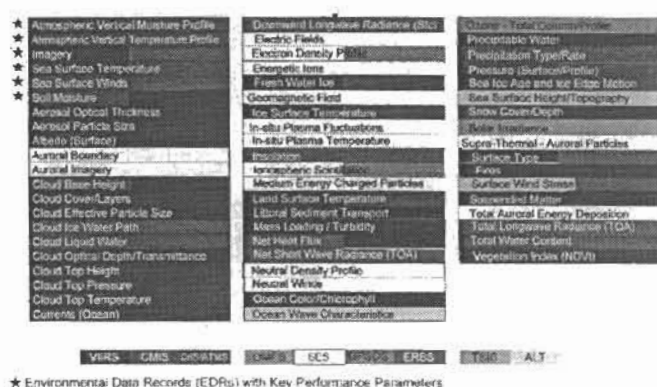 ★ Atmospheric Vertical Moisture Profile
★ Atmospheric Vertical Temperature Profile
★ Imagery
★ Sea Surface Temperature
★ Sea Surface Winds
★ Soil Moisture
Aerosol Optical Thickness
Aerosol Particle Size
Albedo (Surface)
Auroral Boundary
Auroral Imagery
Cloud Base Height
Cloud Cover/Layers
Cloud Effective Particle Size
Cloud Ice Water Path
Cloud Liquid Water
Cloud Optical Depth/Transmittance
Cloud Top Height
Cloud Top Pressure
Cloud Top Temperature
Currents (Ocean)
Downward Longwave Radiance (Sfc)
Electric Fields
Electron Density Profile
Energetic Ions
Fresh Water Ice
Geomagnetic Field
Ice Surface Temperature
In-situ Plasma Fluctuations
In-situ Plasma Temperature
Insolation
Ionospheric Scintillation
Medium Energy Charged Particles
Land Surface Temperature
Littoral Sediment Transport
Mass Loading / Turbidity
Net Heat Flux
Net Short Wave Radiance (TOA)
Neutral Density Profile
Neutral Winds
Ocean Color/Chlorophyll
Ocean Wave Characteristics
Ozone - Total Column/Profile
Precipitable Water
Precipitation Type/Rate
Pressure (Surface/Profile)
Sea Ice Age and Ice Edge Motion
Sea Surface Height/Topography
Snow Cover/Depth
Solar Irradiance
Supra-Thermal - Auroral Particles
Surface Type
Fires
Surface Wind Stress
Suspended Matter
Total Auroral Energy Deposition
Total Longwave Radiance (TOA)
Total Water Content
Vegetation Index (NDVI)
VIIRS CMIS SES ERBS ALT
★ Environmental Data Records (EDRs) with Key Performance Parameters